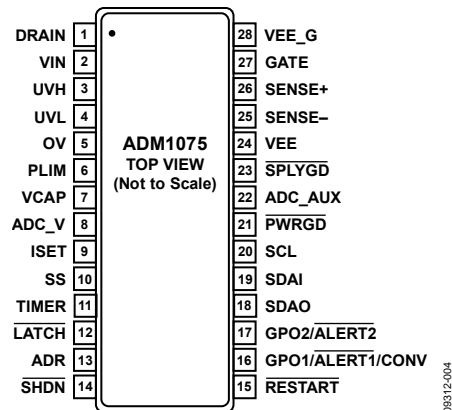 DRAIN 1
VIN 2
UVH 3
UVL 4
OV 5
PLIM 6
VCAP 7
ADC_V 8
ISET 9
SS 10
TIMER 11
LATCH 12
ADR 13
SHDN 14
ADM1075
TOP VIEW
(Not to Scale)
28 VEE_G
27 GATE
26 SENSE+
25 SENSE–
24 VEE
23 SPLYGD
22 ADC_AUX
21 PWRGD
20 SCL
19 SDAI
18 SDAO
17 GPO2/ALERT2
16 GPO1/ALERT1/CONV
15 RESTART
09312-004